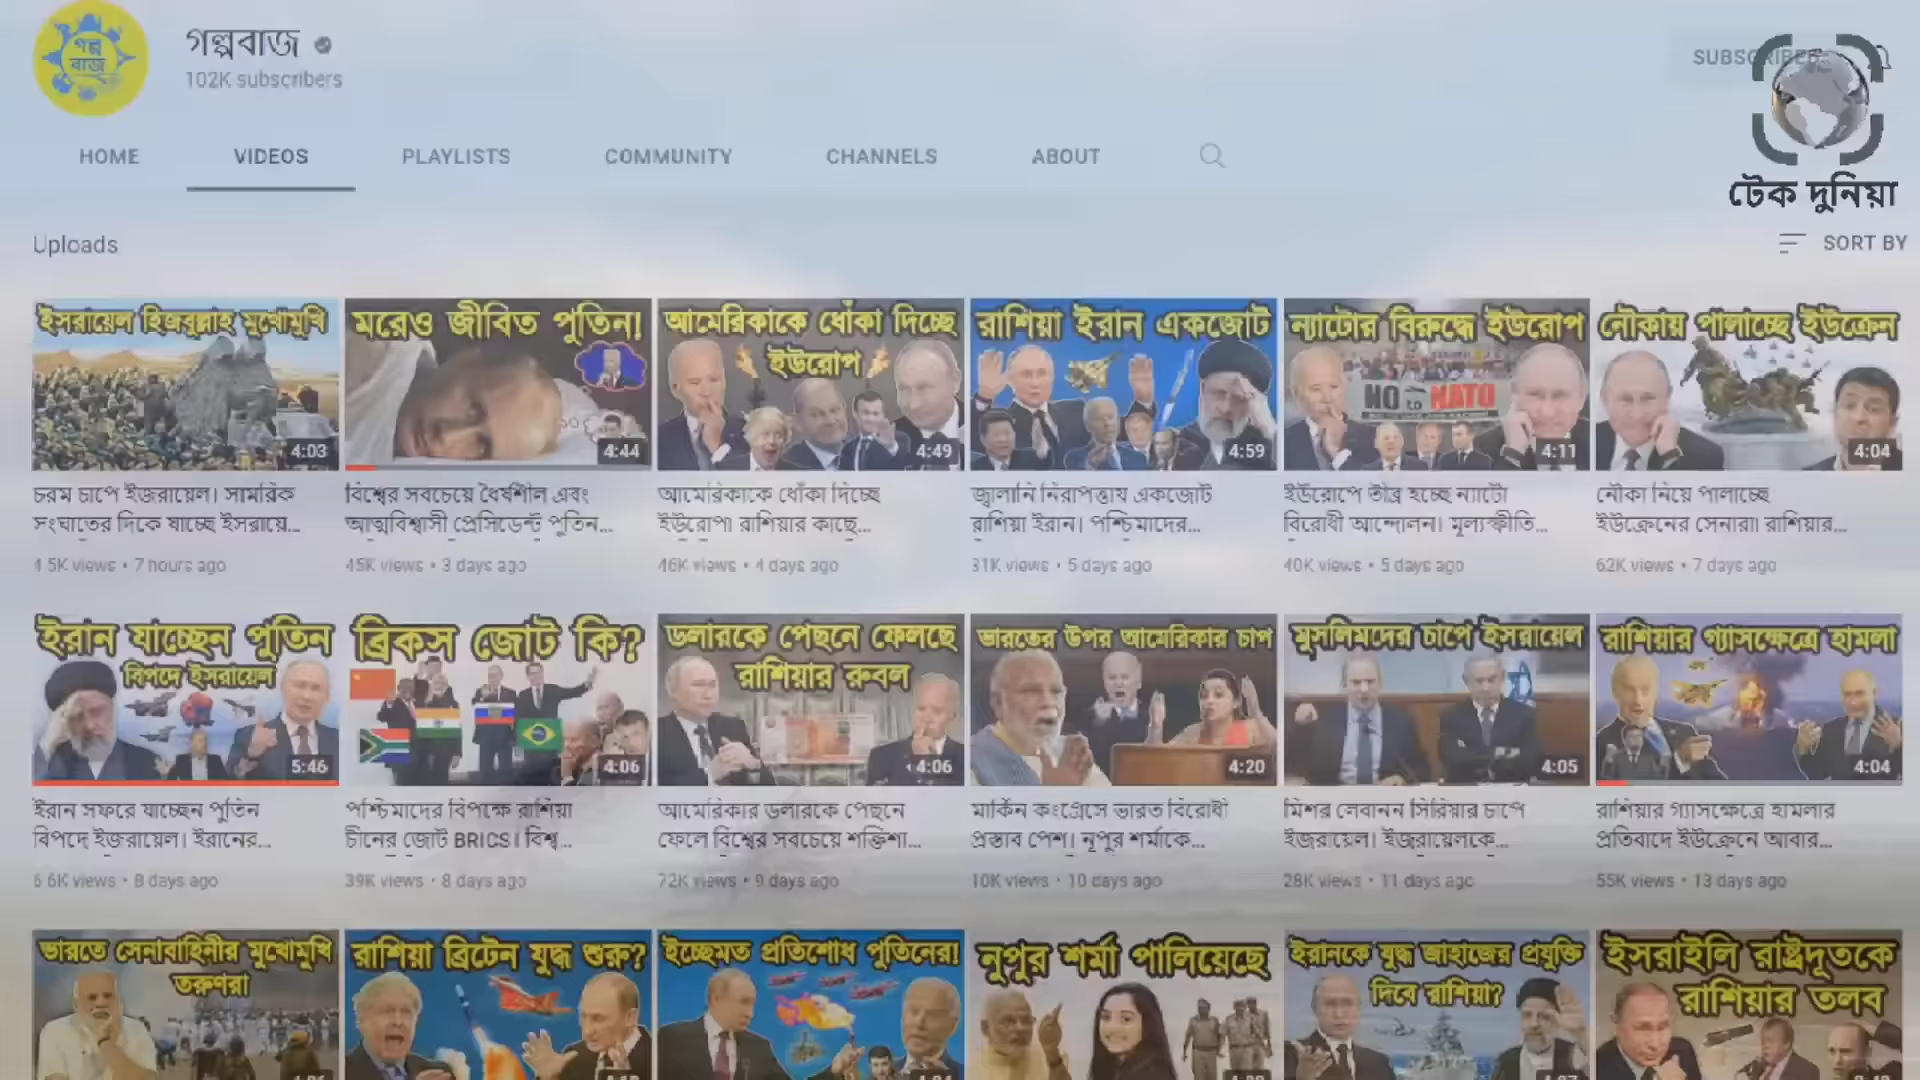 গল্প
বাজ
গল্পবাজ
102K subscribers
SUBSCRIBED
HOME
VIDEOS
PLAYLISTS
COMMUNITY
CHANNELS
ABOUT
টেক দুনিয়া
Uploads
SORT BY
ইসরায়েল হিজবুল্লাহ মুখোমুখি
4:03
চরম চাপে ইজরায়েল। সামরিক
সংঘাতের দিকে যাচ্ছে ইসরায়ে...
4.5K views • 7 hours ago
মরেও জীবিত পুতিন!
4:44
বিশ্বের সবচেয়ে ধৈর্যশীল এবং
আত্মবিশ্বাসী প্রেসিডেন্ট পুতিন...
45K views • 3 days ago
আমেরিকাকে ধোঁকা দিচ্ছে
ইউরোপ
4:49
আমেরিকাকে ধোঁকা দিচ্ছে
ইউরোপ। রাশিয়ার কাছে...
46K views • 4 days ago
রাশিয়া ইরান একজোট
4:59
জ্বালানি নিরাপত্তায় একজোট
রাশিয়া ইরান। পশ্চিমাদের...
31K views • 5 days ago
ন্যাটোর বিরুদ্ধে ইউরোপ
NO to NATO
4:11
ইউরোপে তীব্র হচ্ছে ন্যাটো
বিরোধী আন্দোলন। মূল্যস্ফীতি...
40K views • 5 days ago
নৌকায় পালাচ্ছে ইউক্রেন
4:04
নৌকা নিয়ে পালাচ্ছে
ইউক্রেনের সেনারা। রাশিয়ার...
62K views • 7 days ago
ইরান যাচ্ছেন পুতিন
বিপদে ইসরায়েল
5:46
ইরান সফরে যাচ্ছেন পুতিন
বিপদে ইজরায়েল। ইরানের...
6.6K views • 8 days ago
ব্রিকস জোট কি?
4:06
পশ্চিমাদের বিপক্ষে রাশিয়া
চীনের জোট BRICS। বিশ্ব...
39K views • 8 days ago
ডলারকে পেছনে ফেলছে
রাশিয়ার রুবল
4:06
আমেরিকার ডলারকে পেছনে
ফেলে বিশ্বের সবচেয়ে শক্তিশা...
72K views • 9 days ago
ভারতের উপর আমেরিকার চাপ
4:20
মার্কিন কংগ্রেসে ভারত বিরোধী
প্রস্তাব পেশ। নূপুর শর্মাকে...
10K views • 10 days ago
মুসলিমদের চাপে ইসরায়েল
4:05
মিশর লেবানন সিরিয়ার চাপে
ইজরায়েল। ইজরায়েলকে...
28K views • 11 days ago
রাশিয়ার গ্যাসক্ষেত্রে হামলা
4:04
রাশিয়ার গ্যাসক্ষেত্রে হামলার
প্রতিবাদে ইউক্রেনে আবার...
55K views • 13 days ago
ভারতে সেনাবাহিনীর মুখোমুখি
তরুণরা
রাশিয়া ব্রিটেন যুদ্ধ শুরু?
ইচ্ছেমত প্রতিশোধ পুতিনের!
নুপুর শর্মা পালিয়েছে
ইরানকে যুদ্ধ জাহাজের প্রযুক্তি
দিবে রাশিয়া?
ইসরাইলি রাষ্ট্রদূতকে
রাশিয়ার তলব